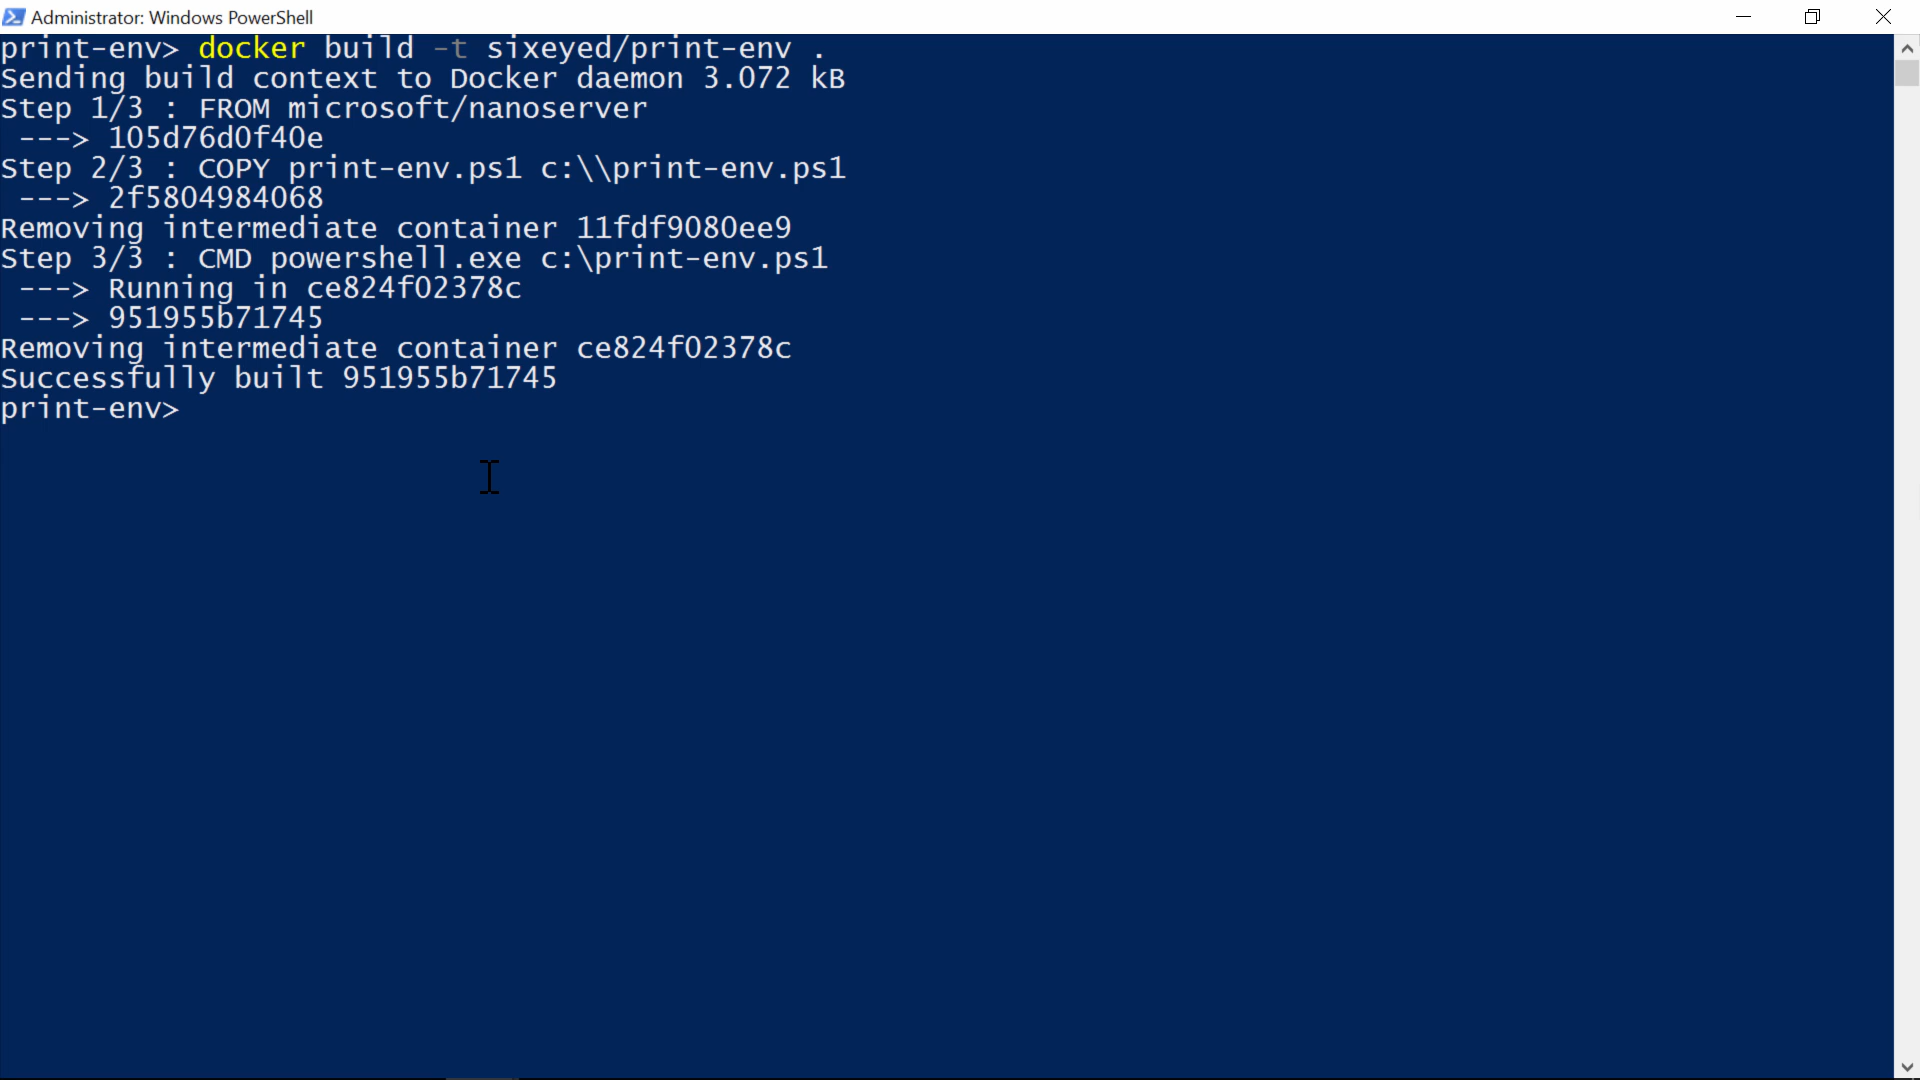 Administrator: Windows PowerShell
print-env> docker build -t sixeyed/print-env .
Sending build context to Docker daemon 3.072 kB
Step 1/3 : FROM microsoft/nanoserver
 ---> 105d76d0f40e
Step 2/3 : COPY print-env.ps1 c:\\print-env.ps1
 ---> 2f5804984068
Removing intermediate container 11fdf9080ee9
Step 3/3 : CMD powershell.exe c:\print-env.ps1
 ---> Running in ce824f02378c
 ---> 951955b71745
Removing intermediate container ce824f02378c
Successfully built 951955b71745
print-env>